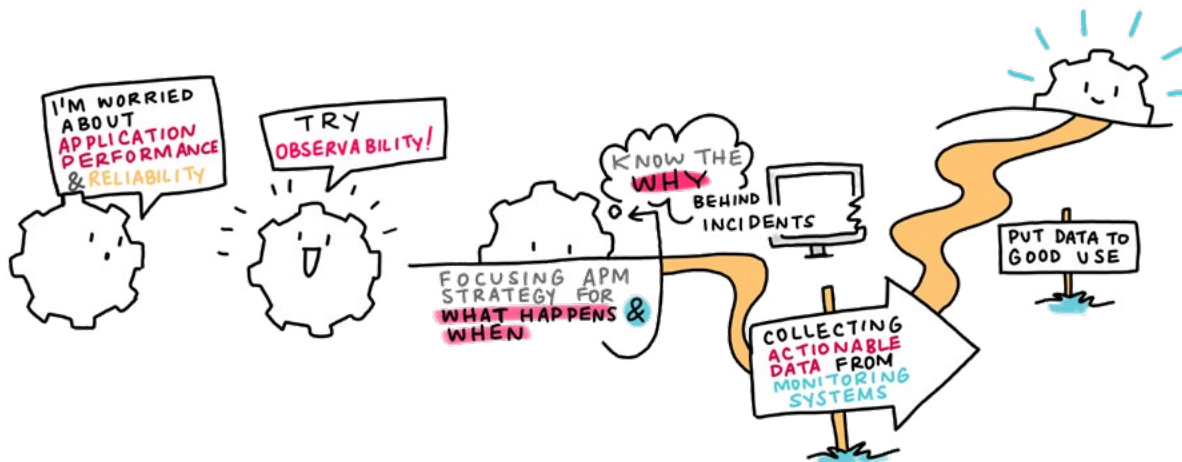 I'M WORRIED
ABOUT
APPLICATION
PERFORMANCE
& RELIABILITY
TRY
OBSERVABILITY!
FOCUSING APM
STRATEGY FOR
WHAT HAPPENS &
WHEN
KNOW THE
WHY
BEHIND
INCIDENTS
COLLECTING
ACTIONABLE
DATA FROM
MONITORING
SYSTEMS
PUT DATA TO
GOOD USE